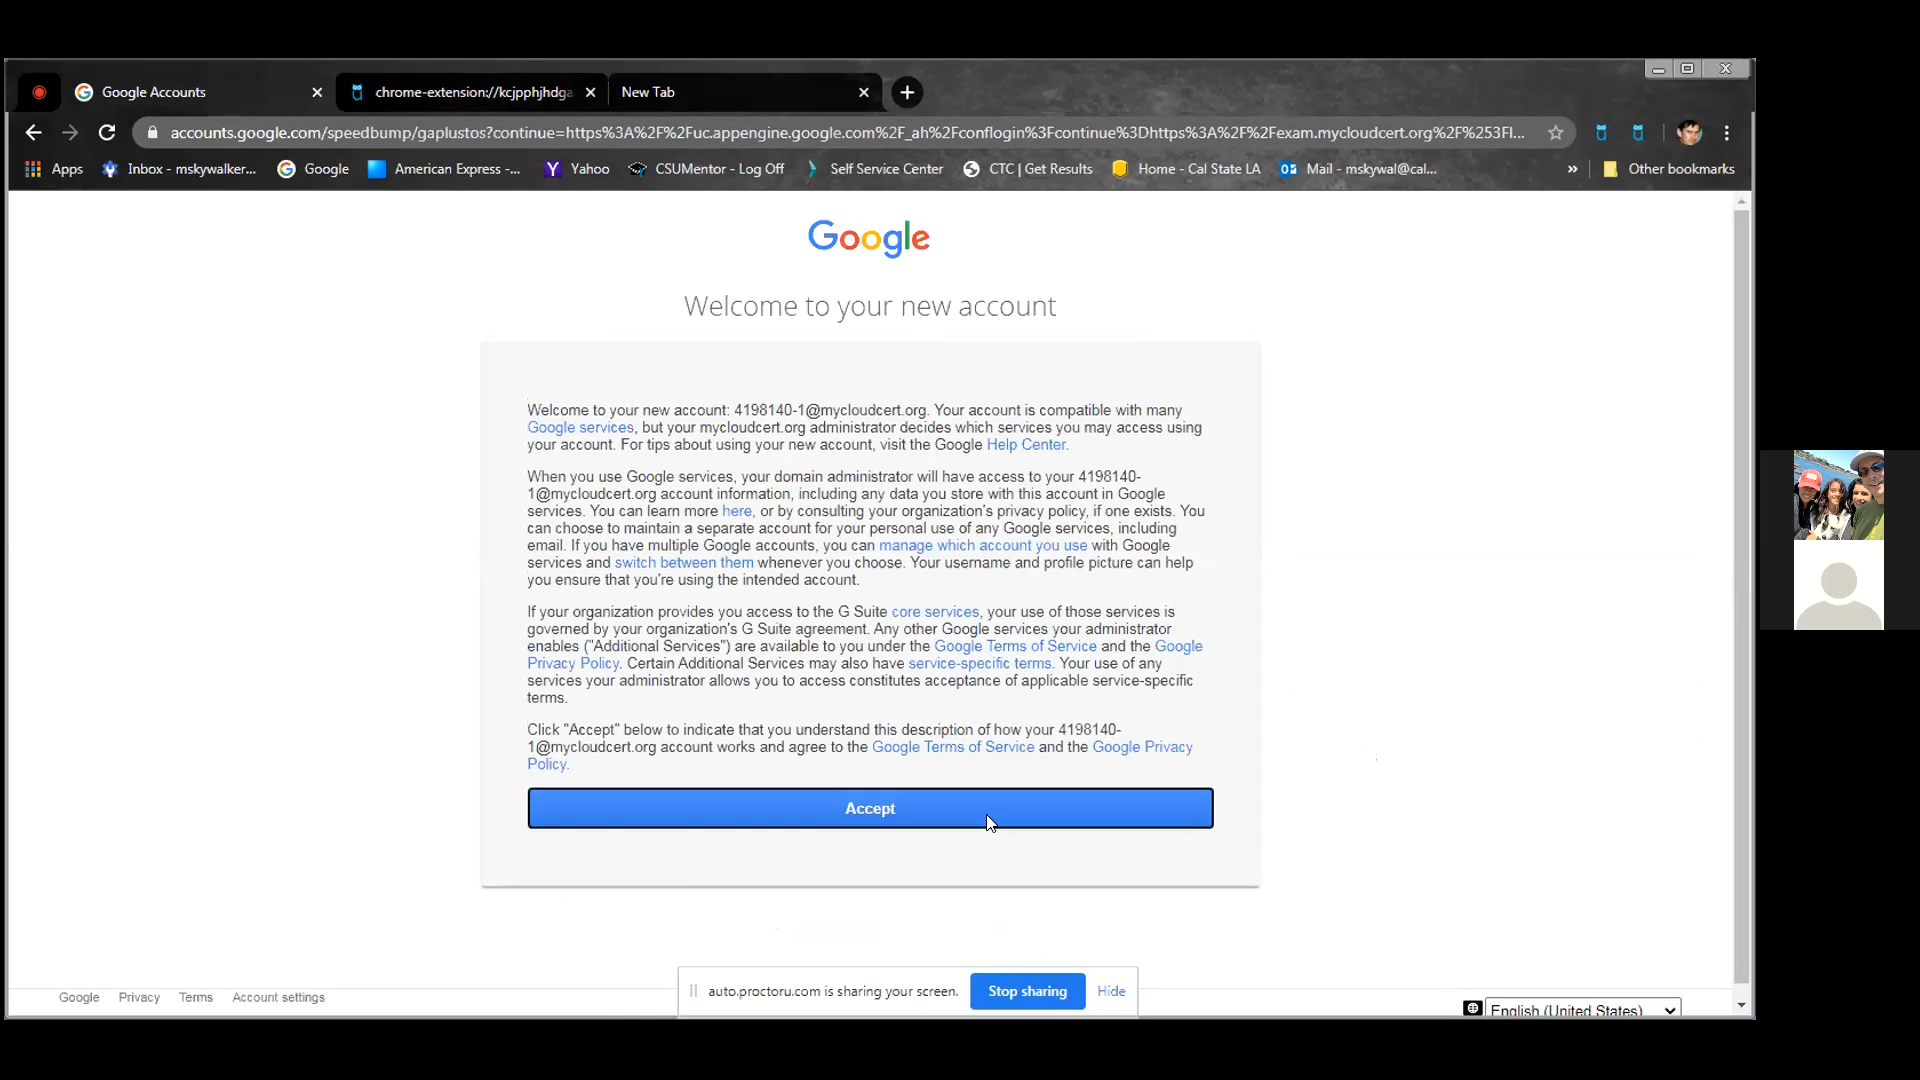 Google Accounts
chrome-extension://kcjpphjhdga
New Tab
accounts.google.com/speedbump/gaplustos?continue=https%3A%2F%2Fuc.appengine.google.com%2F_ah%2Fconflogin%3Fcontinue%3Dhttps%3A%2F%2Fexam.mycloudcert.org%2F%253Fl...
Apps
Inbox - mskywalker...
Google
American Express -...
Yahoo
CSUMentor - Log Off
Self Service Center
CTC | Get Results
Home - Cal State LA
Mail - mskywal@cal...
»
Other bookmarks
Google
Welcome to your new account
Welcome to your new account: 4198140-1@mycloudcert.org. Your account is compatible with many
Google services, but your mycloudcert.org administrator decides which services you may access using
your account. For tips about using your new account, visit the Google Help Center.
When you use Google services, your domain administrator will have access to your 4198140-
1@mycloudcert.org account information, including any data you store with this account in Google
services. You can learn more here, or by consulting your organization's privacy policy, if one exists. You
can choose to maintain a separate account for your personal use of any Google services, including
email. If you have multiple Google accounts, you can manage which account you use with Google
services and switch between them whenever you choose. Your username and profile picture can help
you ensure that you're using the intended account.
If your organization provides you access to the G Suite core services, your use of those services is
governed by your organization's G Suite agreement. Any other Google services your administrator
enables ("Additional Services") are available to you under the Google Terms of Service and the Google
Privacy Policy. Certain Additional Services may also have service-specific terms. Your use of any
services your administrator allows you to access constitutes acceptance of applicable service-specific
terms.
Click "Accept" below to indicate that you understand this description of how your 4198140-
1@mycloudcert.org account works and agree to the Google Terms of Service and the Google Privacy
Policy.
Accept
auto.proctoru.com is sharing your screen.
Stop sharing
Hide
Google
Privacy
Terms
Account settings
English (United States)